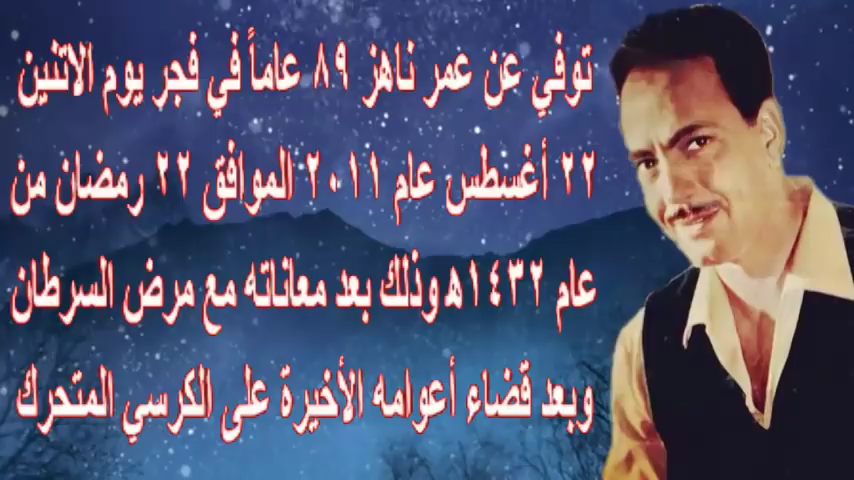 توفي عن عمر ناهز ٨٩ عاماً في فجر يوم الاثنين
٢٢ أغسطس عام ٢٠١١ الموافق ٢٢ رمضان من
عام ١٤٣٢ه وذلك بعد معاناته مع مرض السرطان
وبعد قضاء أعوامه الأخيرة على الكرسي المتحرك